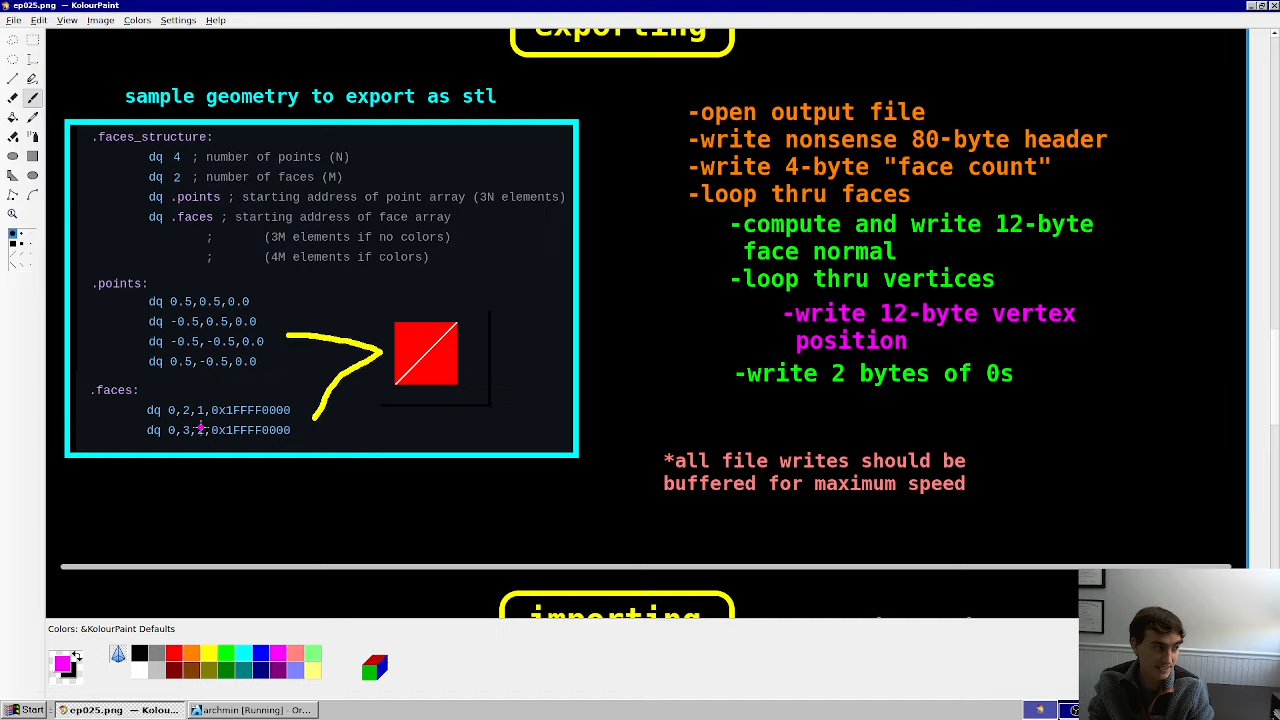 ep025.png - KolourPaint
File Edit View Image Colors Settings Help
exporting
sample geometry to export as stl
.faces_structure:
dq 4 ; number of points (N)
dq 2 ; number of faces (M)
dq .points ; starting address of point array (3N elements)
dq .faces ; starting address of face array
; (3M elements if no colors)
; (4M elements if colors)
.points:
dq 0.5,0.5,0.0
dq -0.5,0.5,0.0
dq -0.5,-0.5,0.0
dq 0.5,-0.5,0.0
.faces:
dq 0,2,1,0x1FFFF0000
dq 0,3,2,0x1FFFF0000
-open output file
-write nonsense 80-byte header
-write 4-byte "face count"
-loop thru faces
-compute and write 12-byte
face normal
-loop thru vertices
-write 12-byte vertex
position
-write 2 bytes of 0s
*all file writes should be
buffered for maximum speed
importing
Colors: &KolourPaint Defaults
Start
ep025.png — Kolou...
archmin [Running] - Or...